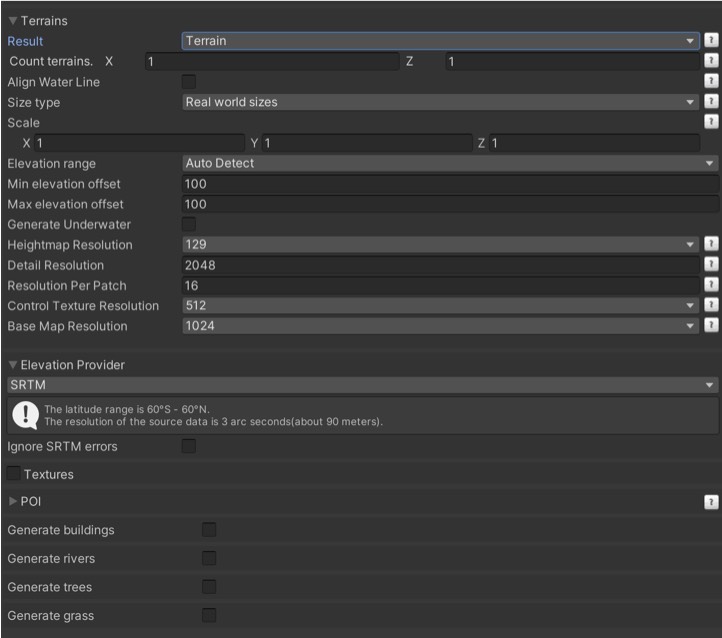 Terrains
Result Terrain ?
Count terrains. X 1 Z 1 ?
Align Water Line ?
Size type Real world sizes ?
Scale ?
X 1 Y 1 Z 1
Elevation range Auto Detect
Min elevation offset 100
Max elevation offset 100
Generate Underwater
Heightmap Resolution 129 ?
Detail Resolution 2048 ?
Resolution Per Patch 16 ?
Control Texture Resolution 512 ?
Base Map Resolution 1024 ?
Elevation Provider
SRTM
The latitude range is 60°S - 60°N.
The resolution of the source data is 3 arc seconds(about 90 meters).
Ignore SRTM errors
Textures
POI ?
Generate buildings
Generate rivers
Generate trees
Generate grass